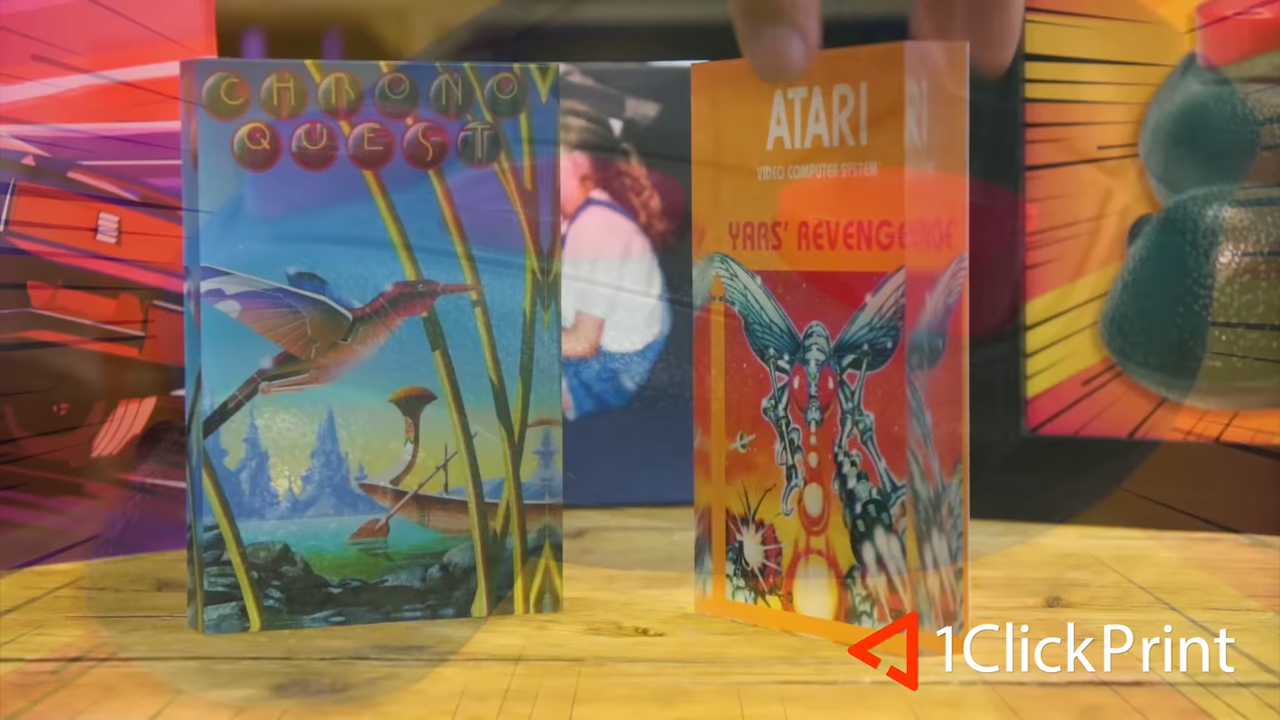 CHRONO
QUEST
ATARI
VIDEO COMPUTER SYSTEM
YARS' REVENGE
1ClickPrint